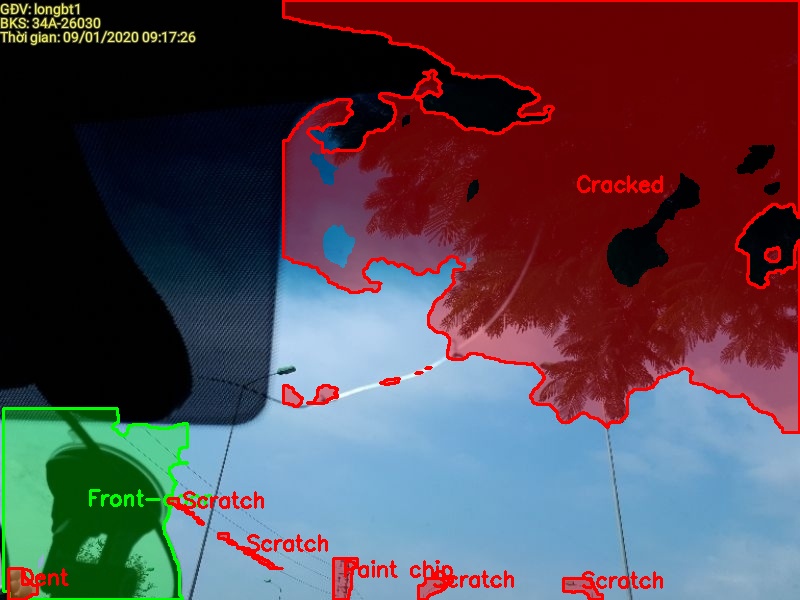 GĐV: longbt1
BKS: 34A-26030
Thời gian: 09/01/2020 09:17:26
Cracked
Front
Scratch
Scratch
Dent
Paint chip
Scratch
Scratch